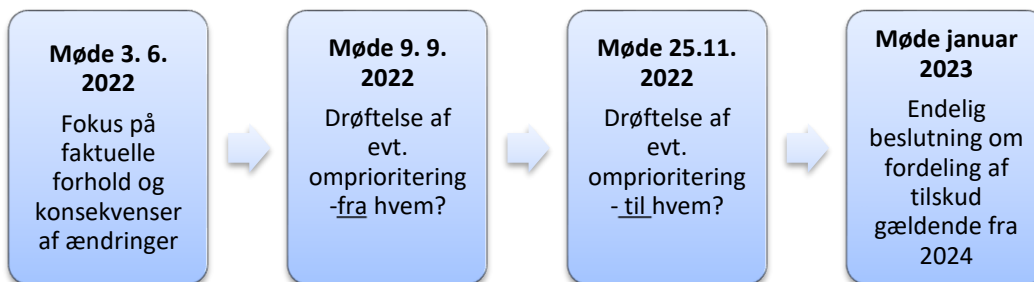 Møde 3. 6.
2022
Fokus på
faktuelle
forhold og
konsekvenser
af ændringer
Møde 9. 9.
2022
Drøftelse af
evt.
omprioritering
-fra hvem?
Møde 25.11.
2022
Drøftelse af
evt.
omprioritering
- til hvem?
Møde januar
2023
Endelig
beslutning om
fordeling af
tilskud
gældende fra
2024